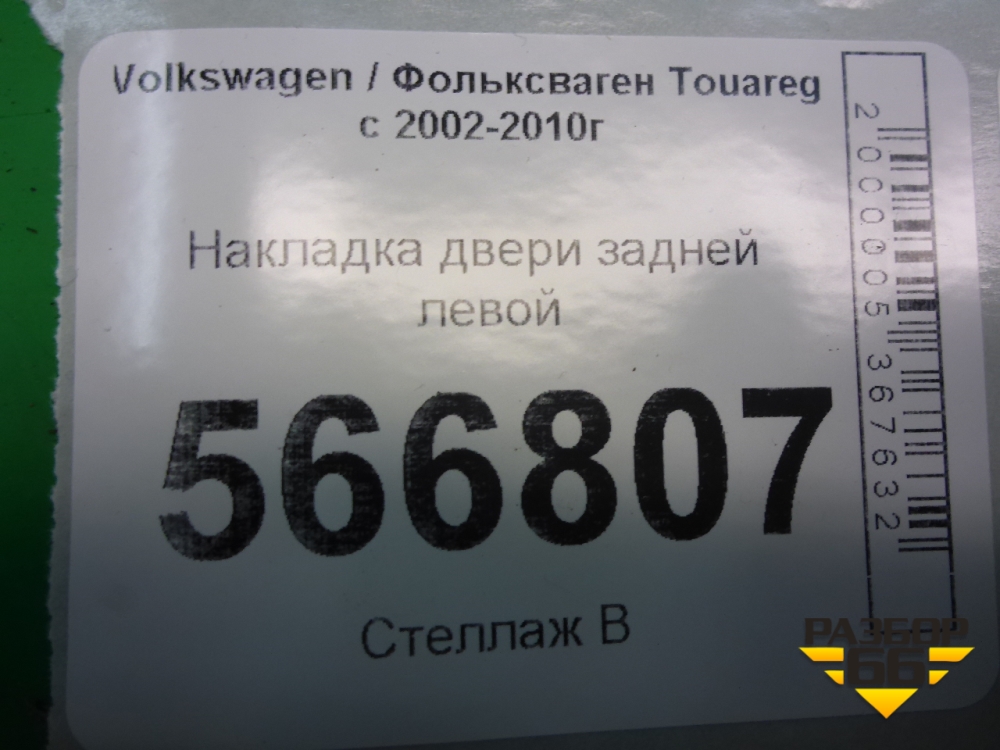 Volkswagen / Фольксваген Touareg
с 2002-2010г
Накладка двери задней
левой
566807
Стеллаж В
2000005367632
РАЗБОР
66